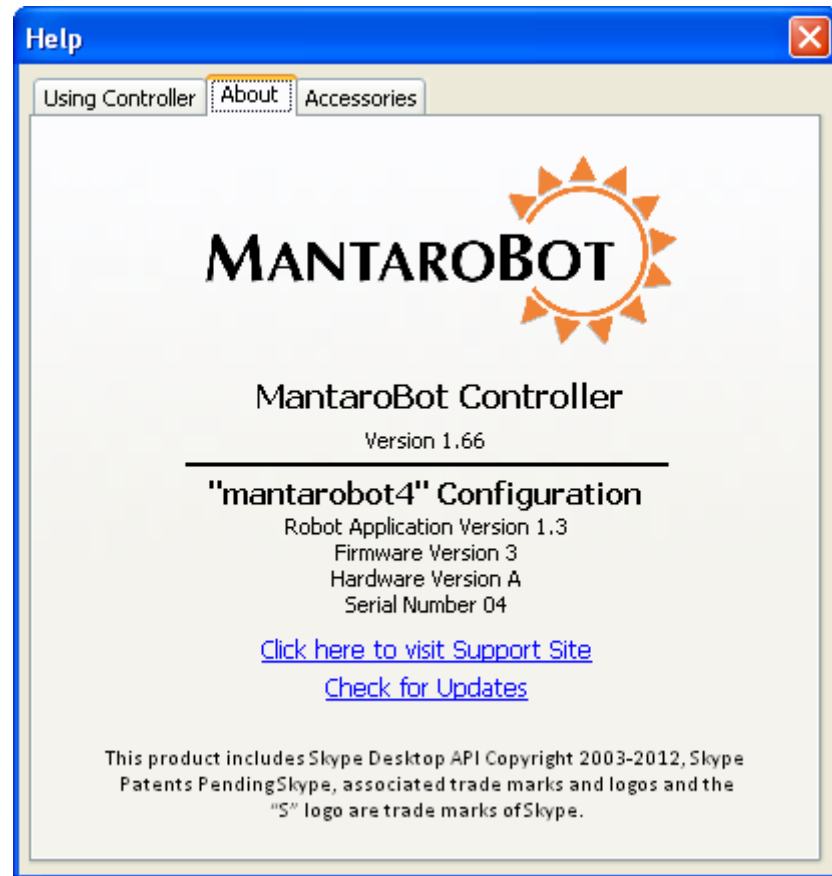 Help
Using Controller About Accessories
MANTAROBOT
MantaroBot Controller
Version 1.66
"mantarobot4" Configuration
Robot Application Version 1.3
Firmware Version 3
Hardware Version A
Serial Number 04
Click here to visit Support Site
Check for Updates
This product includes Skype Desktop API Copyright 2003-2012, Skype
Patents PendingSkype, associated trade marks and logos and the
“S” logo are trade marks ofSkype.